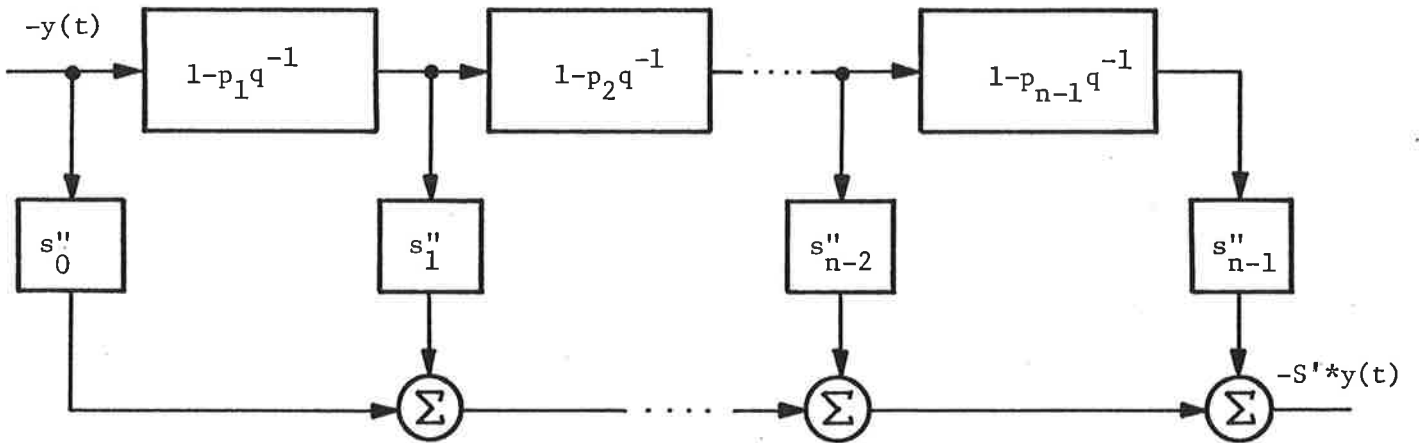 -y(t)
1-p₁q⁻¹
1-p₂q⁻¹
.....
1-pₙ₋₁q⁻¹
s"₀
s"₁
s"ₙ₋₂
s"ₙ₋₁
Σ
....
Σ
Σ
-S'*y(t)